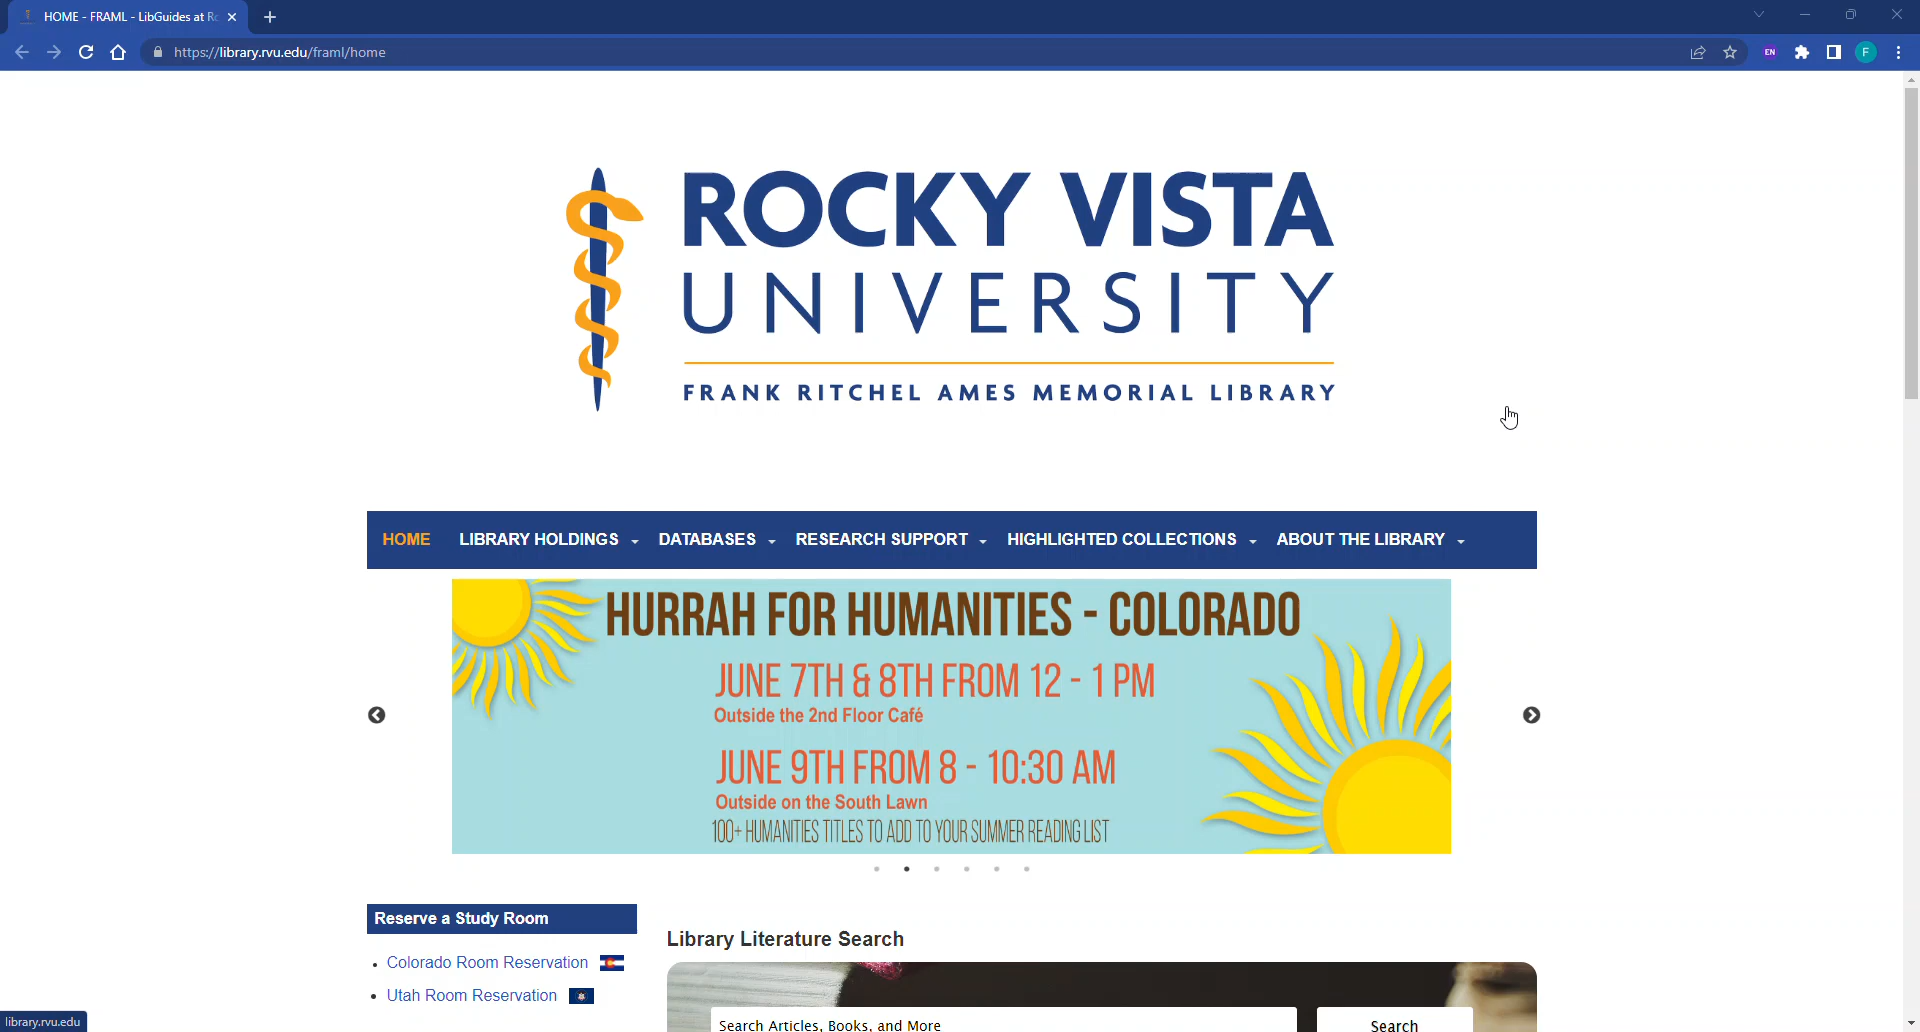 HOME - FRAML - LibGuides at Ro
https://library.rvu.edu/framl/home
EN
F
ROCKY VISTA
UNIVERSITY
FRANK RITCHEL AMES MEMORIAL LIBRARY
HOME LIBRARY HOLDINGS DATABASES RESEARCH SUPPORT HIGHLIGHTED COLLECTIONS ABOUT THE LIBRARY
HURRAH FOR HUMANITIES - COLORADO
JUNE 7TH & 8TH FROM 12 - 1 PM
Outside the 2nd Floor Café
JUNE 9TH FROM 8 - 10:30 AM
Outside on the South Lawn
100+ HUMANITIES TITLES TO ADD TO YOUR SUMMER READING LIST
Reserve a Study Room
Colorado Room Reservation
Utah Room Reservation
Library Literature Search
Search Articles, Books, and More
Search
library.rvu.edu